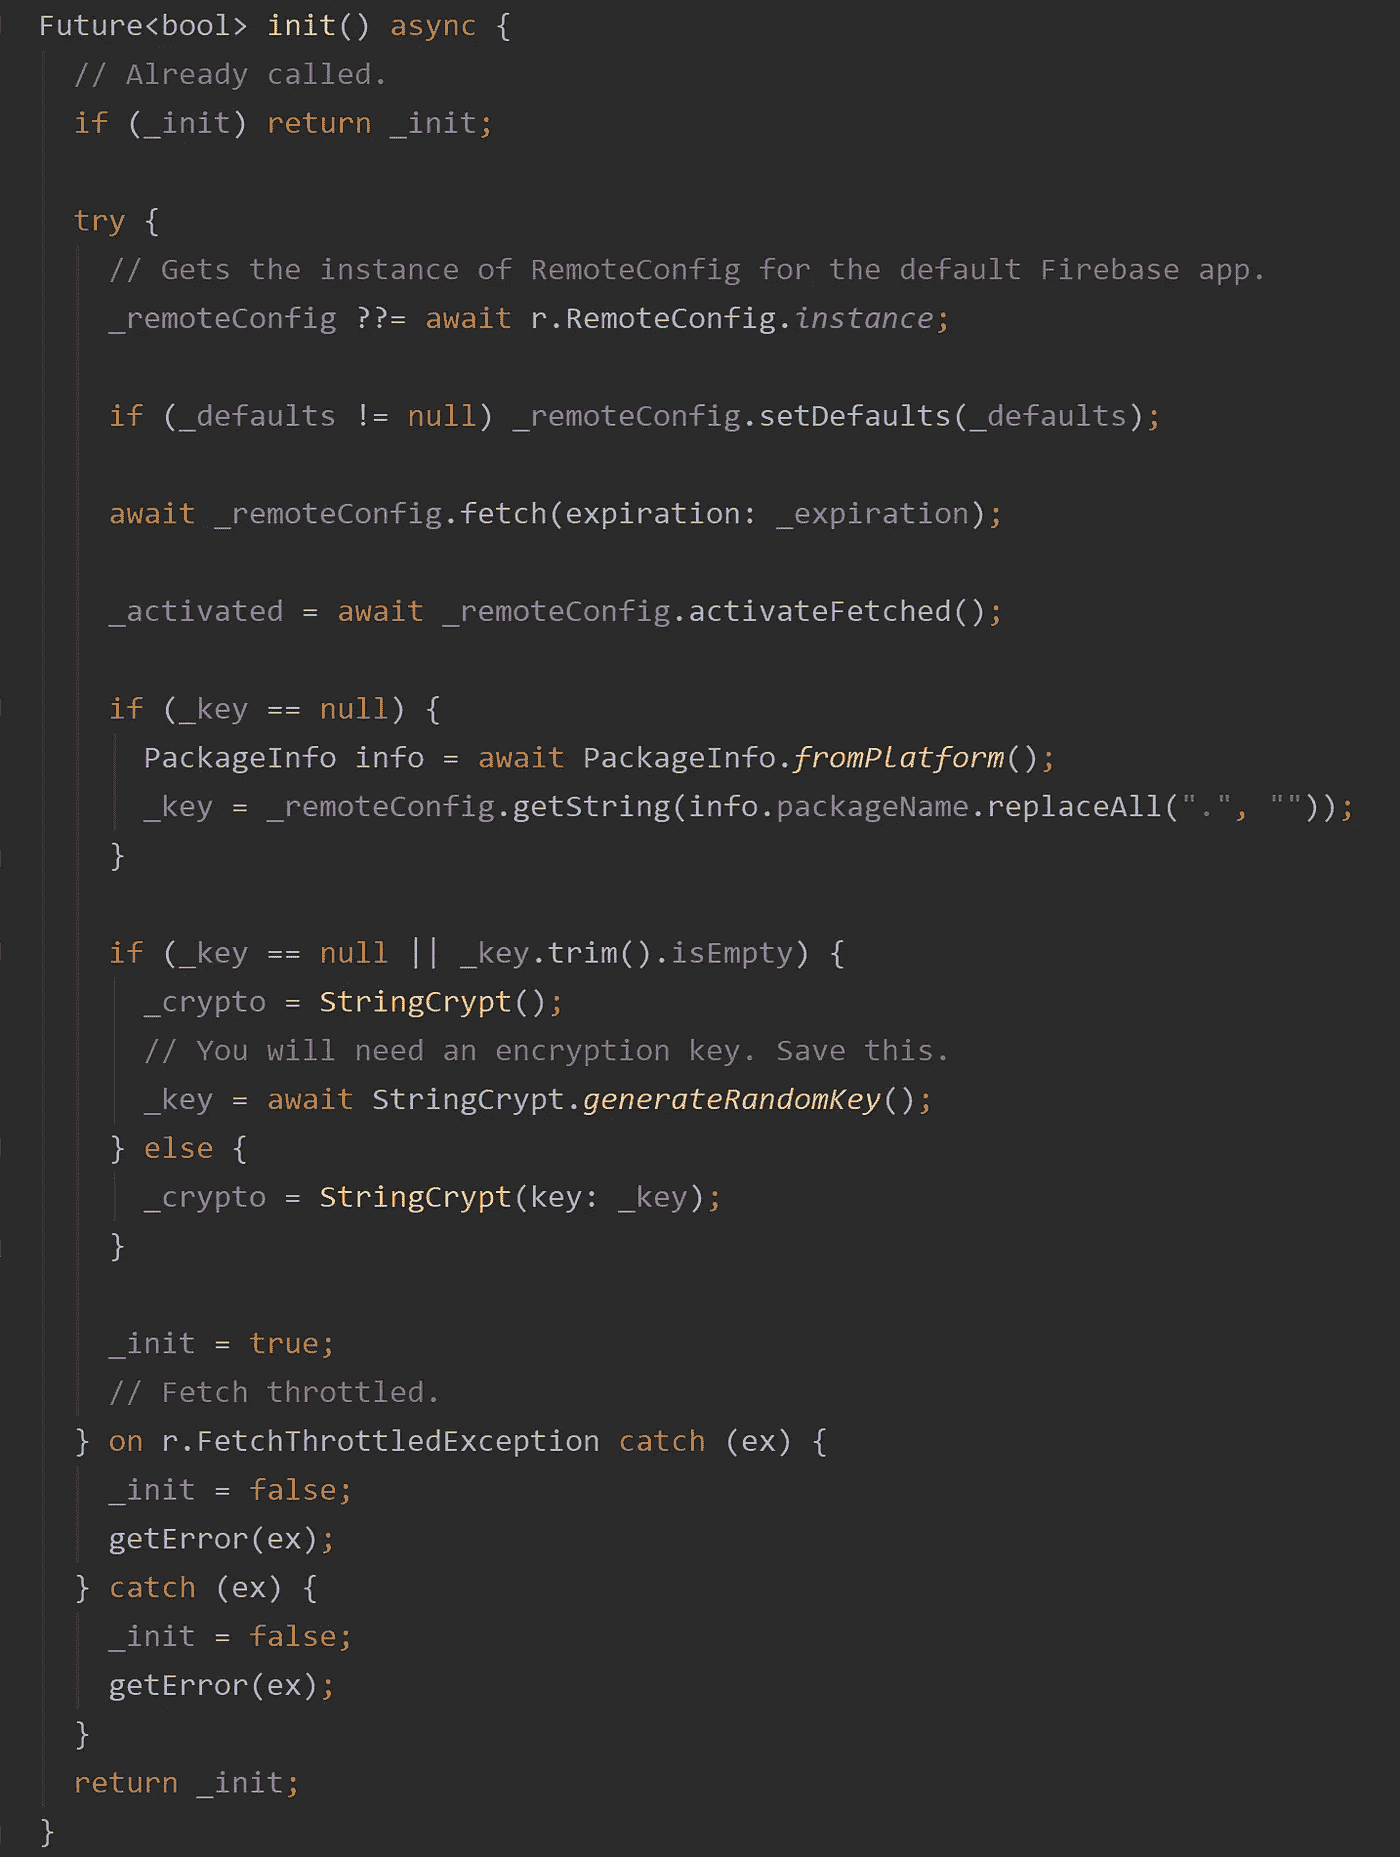 Future<bool> init() async {
// Already called.
if (_init) return _init;
try {
// Gets the instance of RemoteConfig for the default Firebase app.
_remoteConfig ??= await r.RemoteConfig.instance;
if (_defaults != null) _remoteConfig.setDefaults(_defaults);
await _remoteConfig.fetch(expiration: _expiration);
_activated = await _remoteConfig.activateFetched();
if (_key == null) {
PackageInfo info = await PackageInfo.fromPlatform();
_key = _remoteConfig.getString(info.packageName.replaceAll(".", ""));
}
if (_key == null || _key.trim().isEmpty) {
_crypto = StringCrypt();
// You will need an encryption key. Save this.
_key = await StringCrypt.generateRandomKey();
} else {
_crypto = StringCrypt(key: _key);
}
_init = true;
// Fetch throttled.
} on r.FetchThrottledException catch (ex) {
_init = false;
getError(ex);
} catch (ex) {
_init = false;
getError(ex);
}
return _init;
}